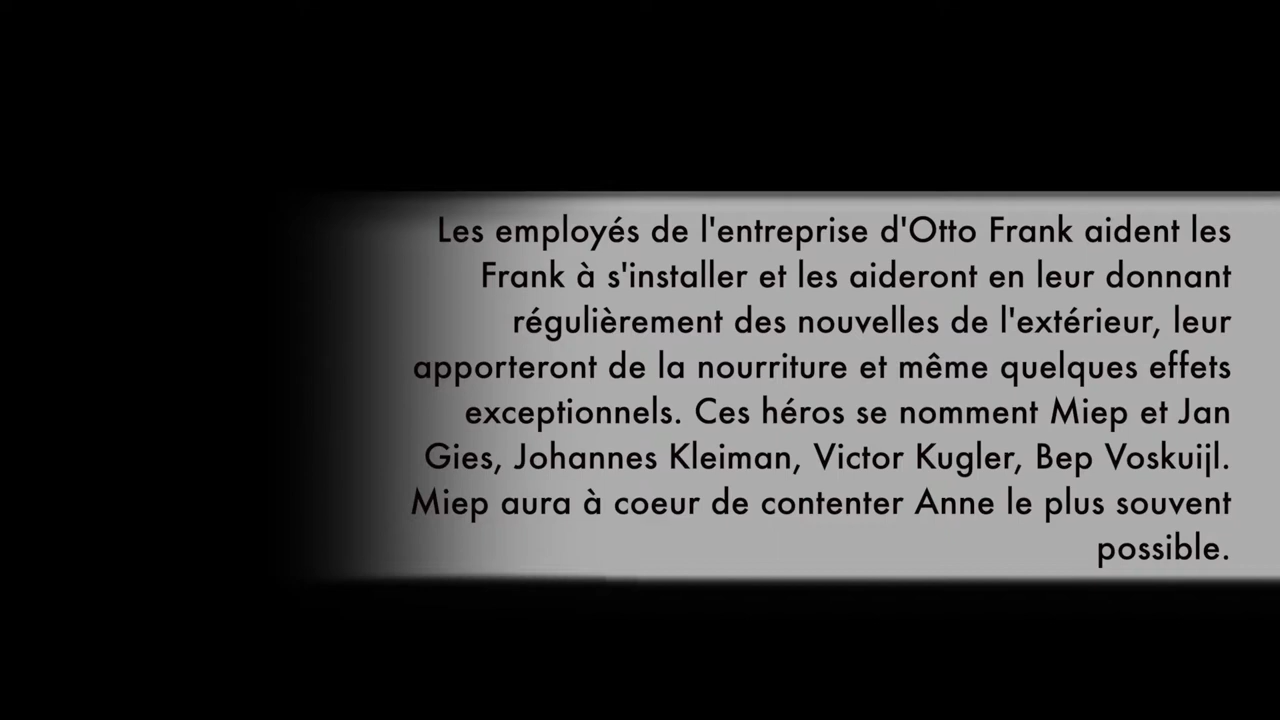 Les employés de l'entreprise d'Otto Frank aident les
Frank à s'installer et les aideront en leur donnant
régulièrement des nouvelles de l'extérieur, leur
apporteront de la nourriture et même quelques effets
exceptionnels. Ces héros se nomment Miep et Jan
Gies, Johannes Kleiman, Victor Kugler, Bep Voskuijl.
Miep aura à coeur de contenter Anne le plus souvent
possible.